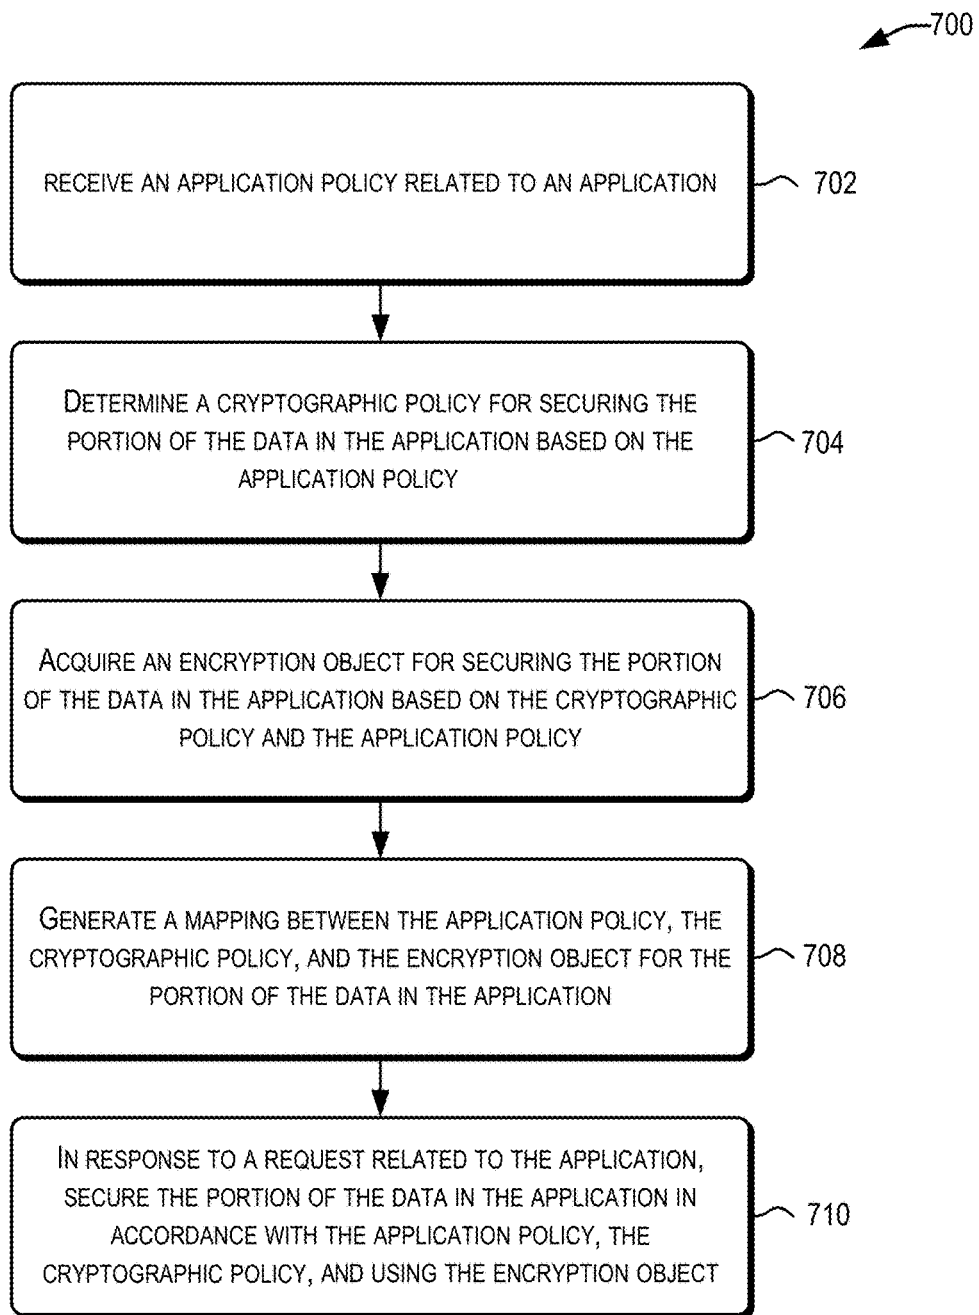 700
RECEIVE AN APPLICATION POLICY RELATED TO AN APPLICATION
702
DETERMINE A CRYPTOGRAPHIC POLICY FOR SECURING THE
PORTION OF THE DATA IN THE APPLICATION BASED ON THE
APPLICATION POLICY
704
ACQUIRE AN ENCRYPTION OBJECT FOR SECURING THE PORTION
OF THE DATA IN THE APPLICATION BASED ON THE CRYPTOGRAPHIC
POLICY AND THE APPLICATION POLICY
706
GENERATE A MAPPING BETWEEN THE APPLICATION POLICY, THE
CRYPTOGRAPHIC POLICY, AND THE ENCRYPTION OBJECT FOR THE
PORTION OF THE DATA IN THE APPLICATION
708
IN RESPONSE TO A REQUEST RELATED TO THE APPLICATION,
SECURE THE PORTION OF THE DATA IN THE APPLICATION IN
ACCORDANCE WITH THE APPLICATION POLICY, THE
CRYPTOGRAPHIC POLICY, AND USING THE ENCRYPTION OBJECT
710